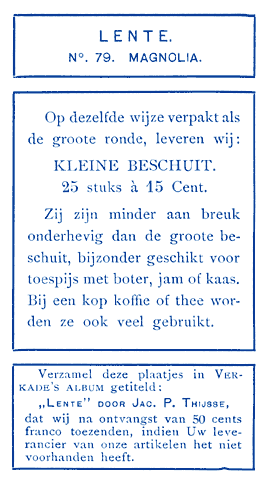 LENTE.
No. 79. MAGNOLIA.
Op dezelfde wijze verpakt als
de groote ronde, leveren wij:
KLEINE BESCHUIT.
25 stuks à 15 Cent.
Zij zijn minder aan breuk
onderhevig dan de groote be-
schuit, bijzonder geschikt voor
toespijs met boter, jam of kaas.
Bij een kop koffie of thee wor-
den ze ook veel gebruikt.
Verzamel deze plaatjes in VER-
KADE'S ALBUM getiteld:
„LENTE" DOOR JAC. P. THIJSSE,
dat wij na ontvangst van 50 cents
franco toezenden, indien Uw leve-
rancier van onze artikelen het niet
voorhanden heeft.